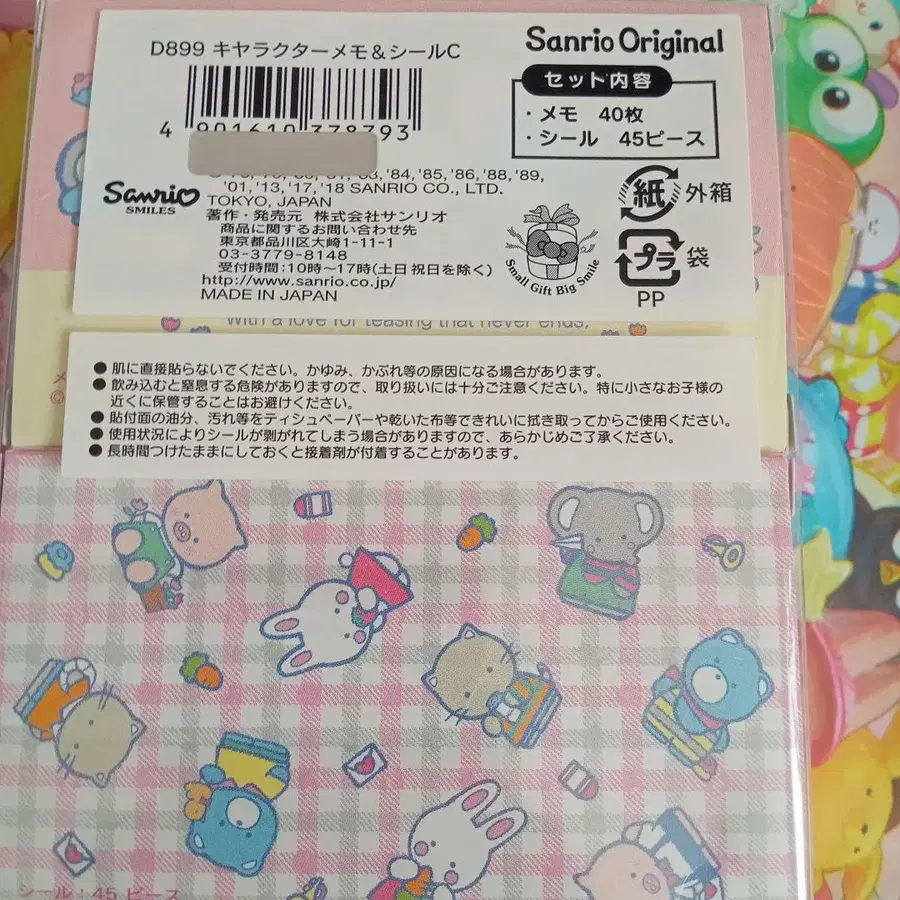 D899 キャラクターメモ＆シールC
4 901610 378393
Sanrio Original
セット内容
・メモ 40枚
・シール 45ピース
'84, '85, '86, '88, '89,
'01, '13, '17, '18 SANRIO CO., LTD.
TOKYO, JAPAN
Sanrio
SMILES
著作・発売元 株式会社サンリオ
商品に関するお問い合わせ先
東京都品川区大崎1-11-1
03-3779-8148
受付時間:10時〜17時(土日祝日を除く)
http://www.sanrio.co.jp/
MADE IN JAPAN
Small Gift Big Smile
紙 外箱
プラ 袋
PP
With a love for teasing that never ends,
●肌に直接貼らないでください。かゆみ、かぶれ等の原因になる場合があります。
●飲み込むと窒息する危険がありますので、取り扱いには十分ご注意ください。特に小さなお子様の
近くに保管することはお避けください。
●貼付面の油分、汚れ等をティシュペーパーや乾いた布等できれいに拭き取ってからご使用ください。
●使用状況によりシールが剥がれてしまう場合がありますので、あらかじめご了承ください。
●長時間つけたままにしておくと接着剤が付着することがあります。
シール:45ピース